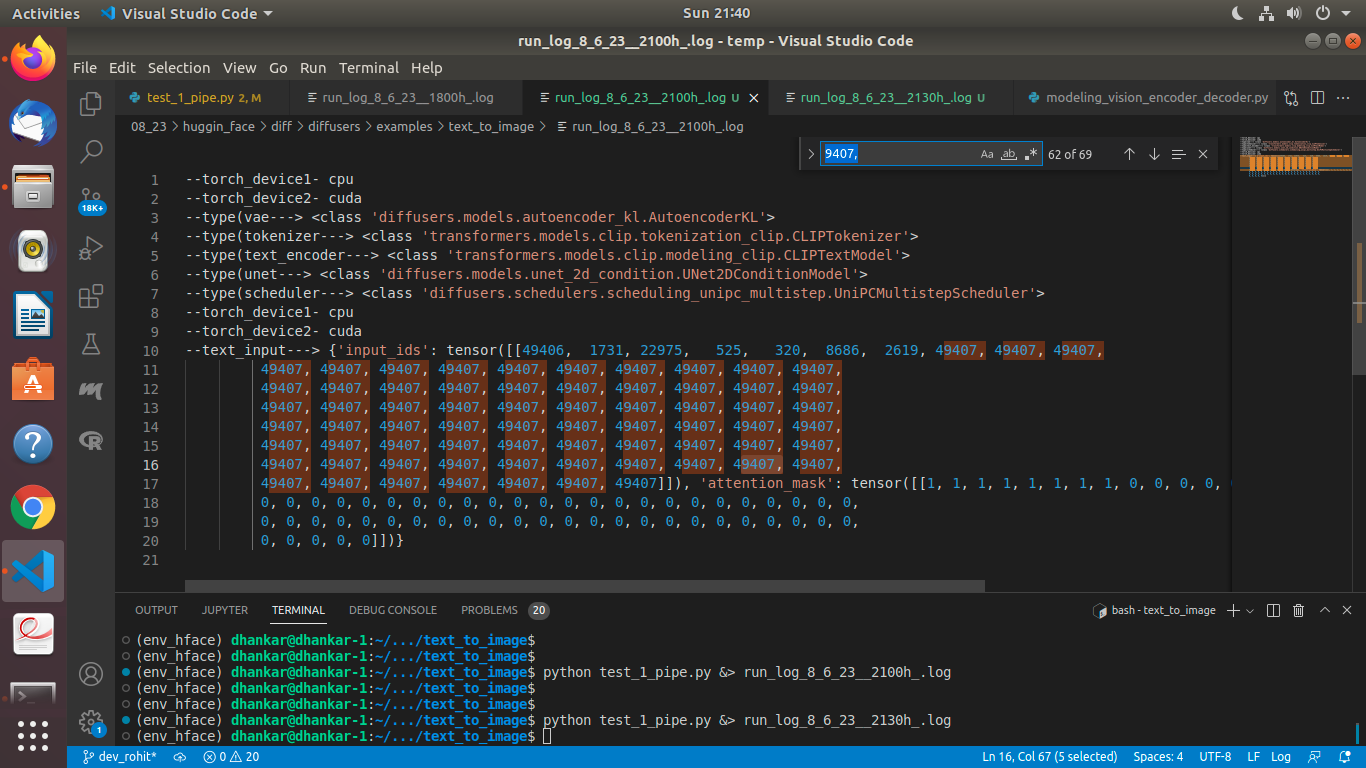 Activities Visual Studio Code Sun 21:40
run_log_8_6_23__2100h_.log - temp - Visual Studio Code
File Edit Selection View Go Run Terminal Help
test_1_pipe.py 2, M run_log_8_6_23__1800h_.log run_log_8_6_23__2100h_.log U run_log_8_6_23__2130h_.log U modeling_vision_encoder_decoder.py
08_23 > huggin_face > diff > diffusers > examples > text_to_image > run_log_8_6_23__2100h_.log
9407, Aa ab 62 of 69
1 --torch_device1- cpu
2 --torch_device2- cuda
3 --type(vae---> <class 'diffusers.models.autoencoder_kl.AutoencoderKL'>
4 --type(tokenizer---> <class 'transformers.models.clip.tokenization_clip.CLIPTokenizer'>
5 --type(text_encoder---> <class 'transformers.models.clip.modeling_clip.CLIPTextModel'>
6 --type(unet---> <class 'diffusers.models.unet_2d_condition.UNet2DConditionModel'>
7 --type(scheduler---> <class 'diffusers.schedulers.scheduling_unipc_multistep.UniPCMultistepScheduler'>
8 --torch_device1- cpu
9 --torch_device2- cuda
10 --text_input---> {'input_ids': tensor([[49406, 1731, 22975, 525, 320, 8686, 2619, 49407, 49407, 49407,
11 49407, 49407, 49407, 49407, 49407, 49407, 49407, 49407, 49407, 49407,
12 49407, 49407, 49407, 49407, 49407, 49407, 49407, 49407, 49407, 49407,
13 49407, 49407, 49407, 49407, 49407, 49407, 49407, 49407, 49407, 49407,
14 49407, 49407, 49407, 49407, 49407, 49407, 49407, 49407, 49407, 49407,
15 49407, 49407, 49407, 49407, 49407, 49407, 49407, 49407, 49407, 49407,
16 49407, 49407, 49407, 49407, 49407, 49407, 49407, 49407, 49407, 49407,
17 49407, 49407, 49407, 49407, 49407, 49407, 49407]]), 'attention_mask': tensor([[1, 1, 1, 1, 1, 1, 1, 1, 0, 0, 0, 0,
18 0, 0, 0, 0, 0, 0, 0, 0, 0, 0, 0, 0, 0, 0, 0, 0, 0, 0, 0, 0, 0, 0, 0, 0,
19 0, 0, 0, 0, 0, 0, 0, 0, 0, 0, 0, 0, 0, 0, 0, 0, 0, 0, 0, 0, 0, 0, 0, 0,
20 0, 0, 0, 0, 0]])}
21
18K+
OUTPUT JUPYTER TERMINAL DEBUG CONSOLE PROBLEMS 20 bash - text_to_image
(env_hface) dhankar@dhankar-1:~/.../text_to_image$
(env_hface) dhankar@dhankar-1:~/.../text_to_image$
(env_hface) dhankar@dhankar-1:~/.../text_to_image$ python test_1_pipe.py &> run_log_8_6_23__2100h_.log
(env_hface) dhankar@dhankar-1:~/.../text_to_image$
(env_hface) dhankar@dhankar-1:~/.../text_to_image$
(env_hface) dhankar@dhankar-1:~/.../text_to_image$ python test_1_pipe.py &> run_log_8_6_23__2130h_.log
(env_hface) dhankar@dhankar-1:~/.../text_to_image$
1
dev_rohit* 0 20 Ln 16, Col 67 (5 selected) Spaces: 4 UTF-8 LF Log